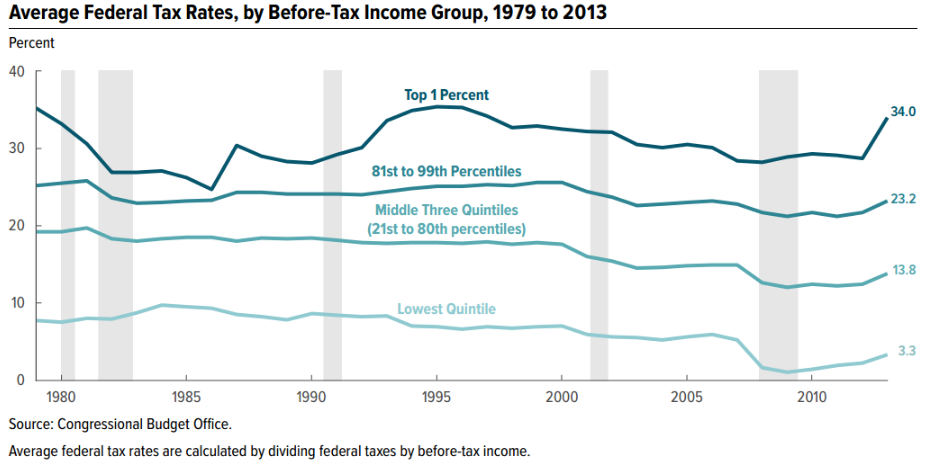 Average Federal Tax Rates, by Before-Tax Income Group, 1979 to 2013
Percent
40
30
20
10
0
Top 1 Percent
34.0
81st to 99th Percentiles
23.2
Middle Three Quintiles
(21st to 80th percentiles)
13.8
Lowest Quintile
3.3
1980 1985 1990 1995 2000 2005 2010
Source: Congressional Budget Office.
Average federal tax rates are calculated by dividing federal taxes by before-tax income.